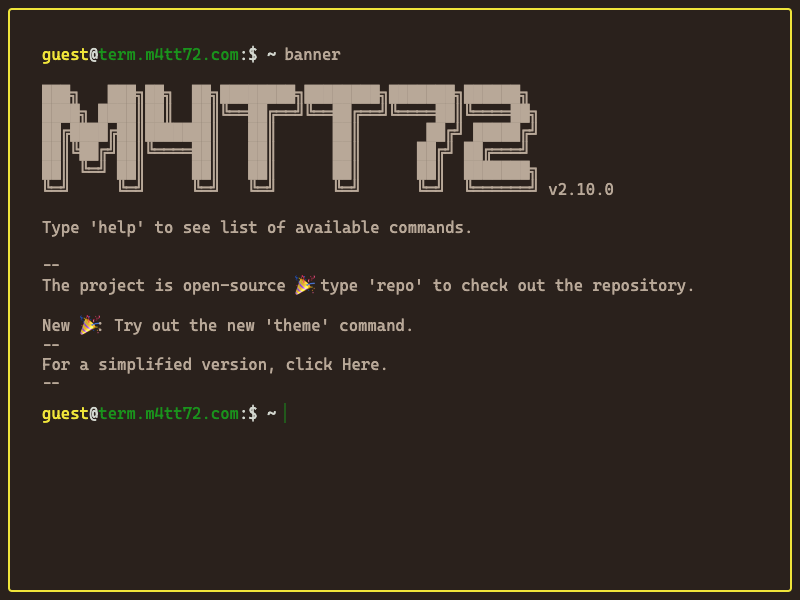 guest@term.m4tt72.com:$ ~ banner
M4TT72 v2.10.0
Type 'help' to see list of available commands.
--
The project is open-source 🎉 type 'repo' to check out the repository.
New 🎉: Try out the new 'theme' command.
--
For a simplified version, click Here.
--
guest@term.m4tt72.com:$ ~